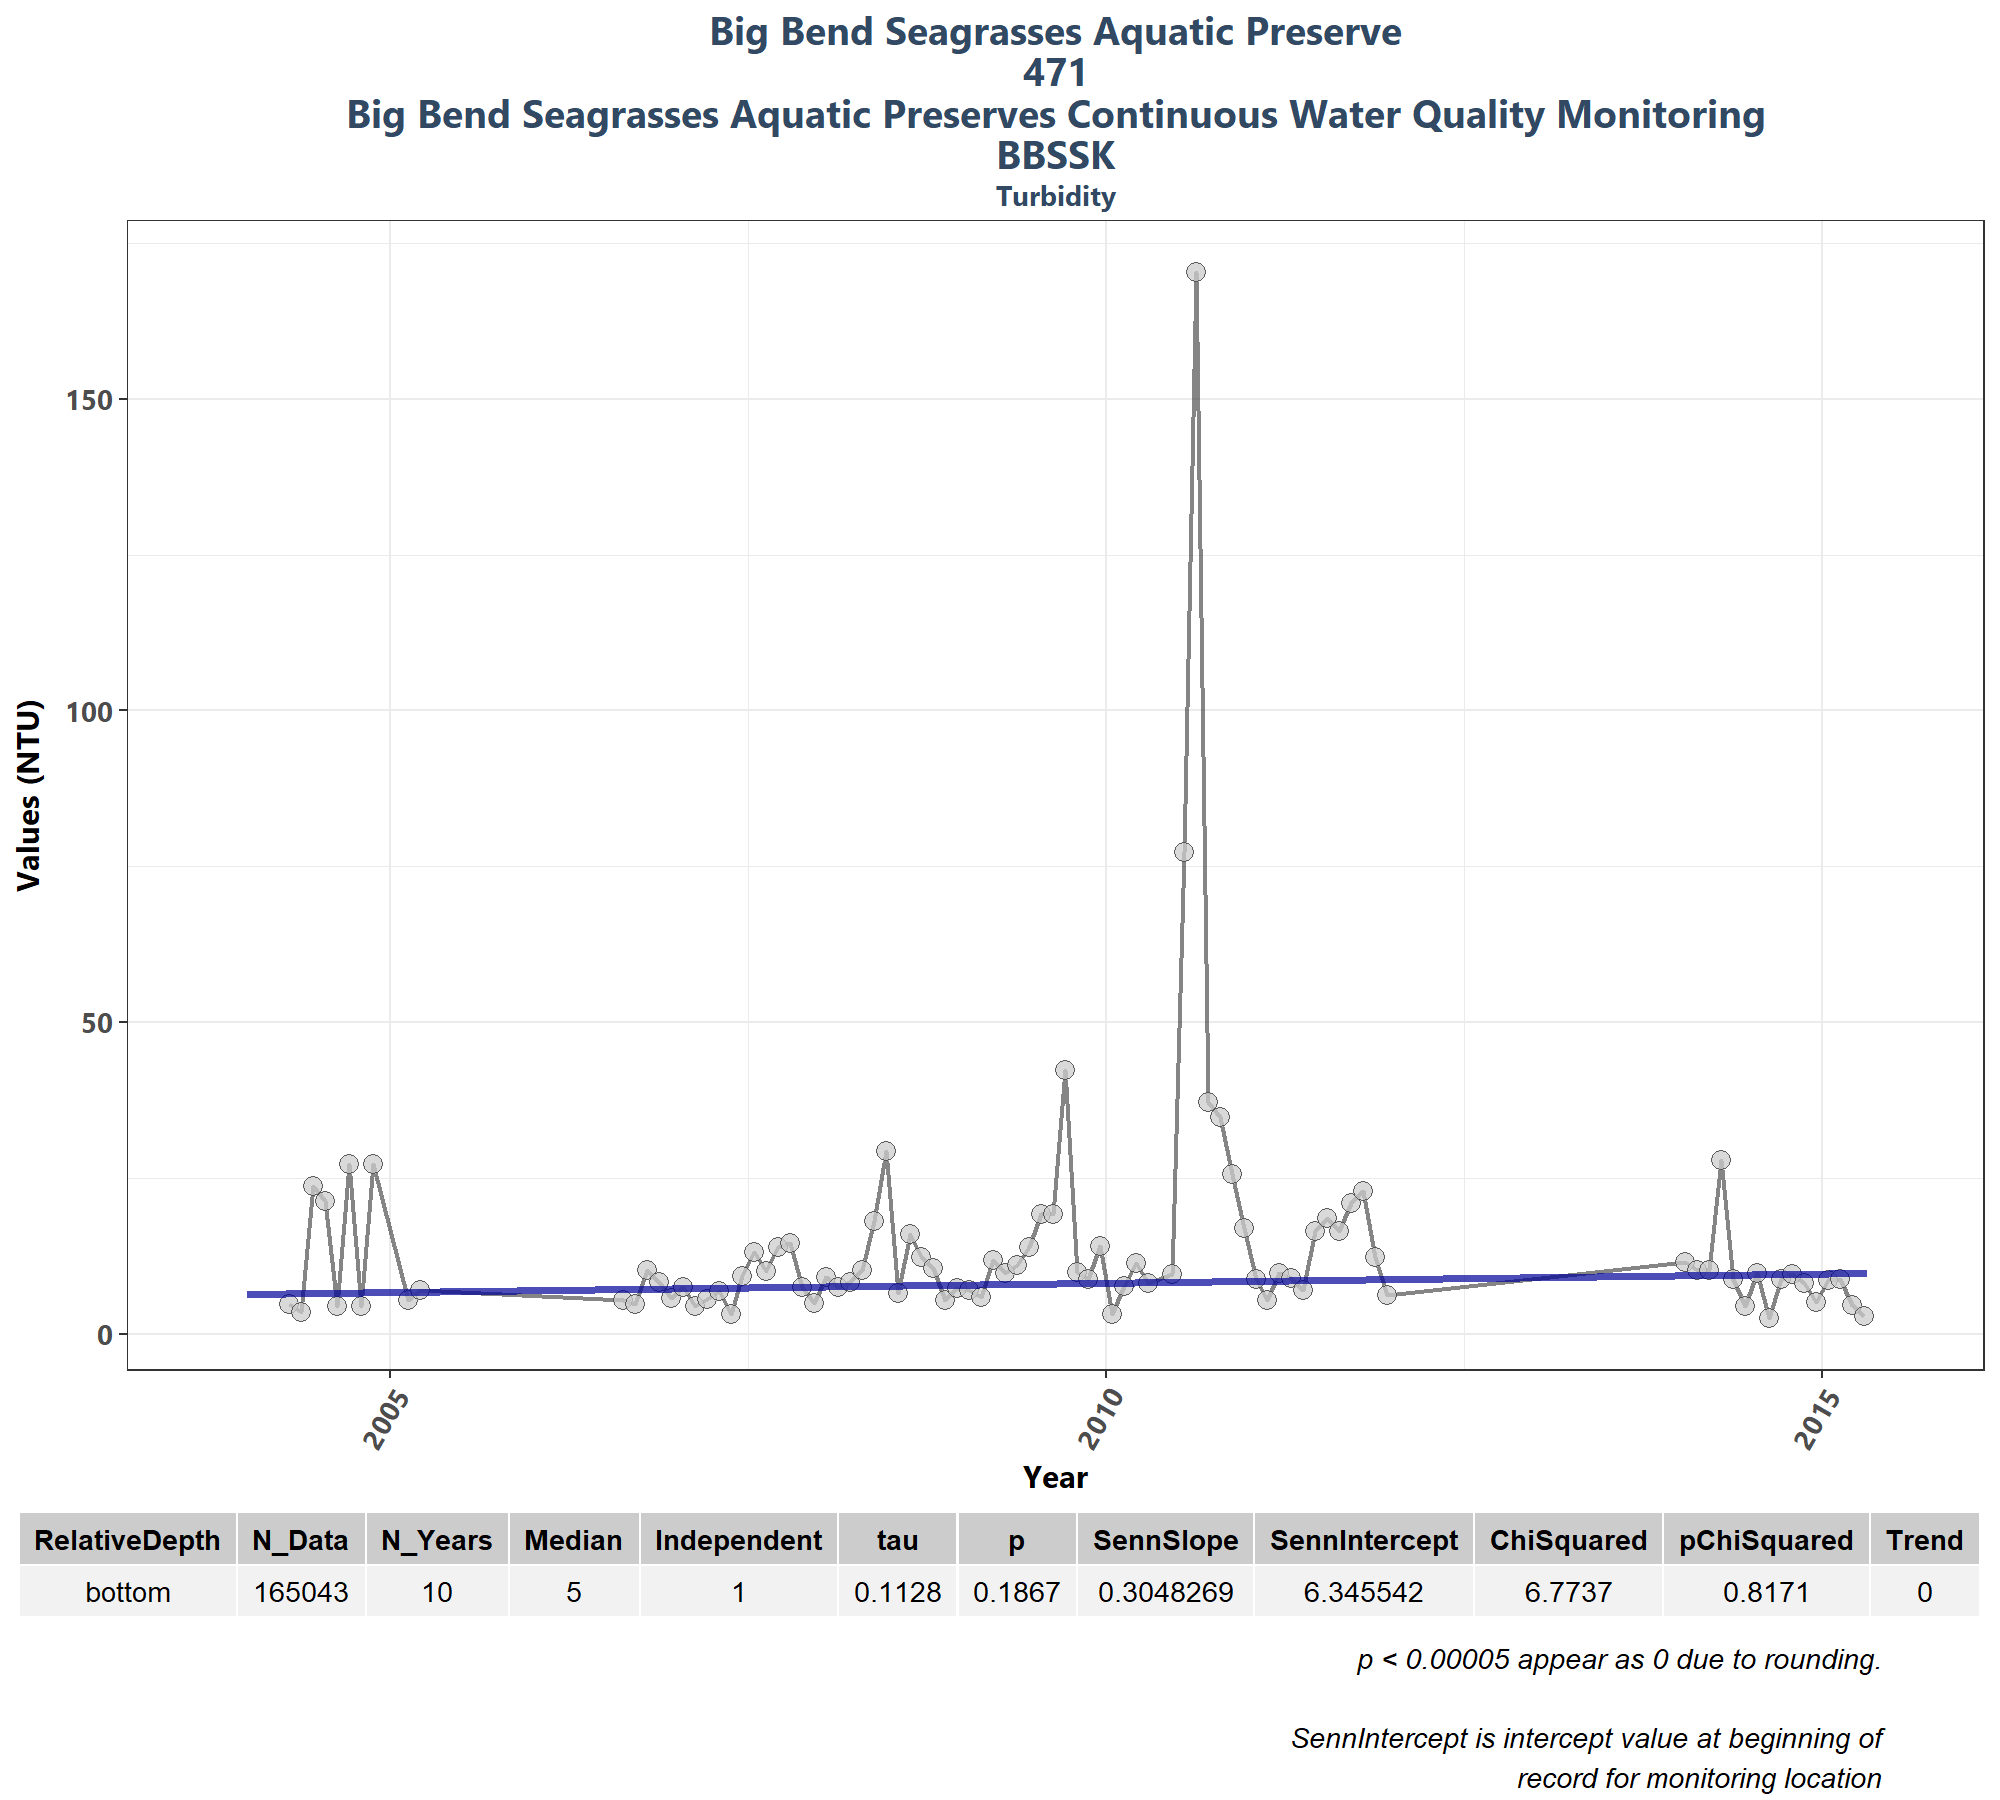 Big Bend Seagrasses Aquatic Preserve
471
Big Bend Seagrasses Aquatic Preserves Continuous Water Quality Monitoring
BBSSK
Turbidity
150
100
50
0
Values (NTU)
2005
2010
2015
Year
RelativeDepth N_Data N_Years Median Independent tau p SennSlope SennIntercept ChiSquared pChiSquared Trend
bottom 165043 10 5 1 0.1128 0.1867 0.3048269 6.345542 6.7737 0.8171 0
p < 0.00005 appear as 0 due to rounding.
SennIntercept is intercept value at beginning of
record for monitoring location